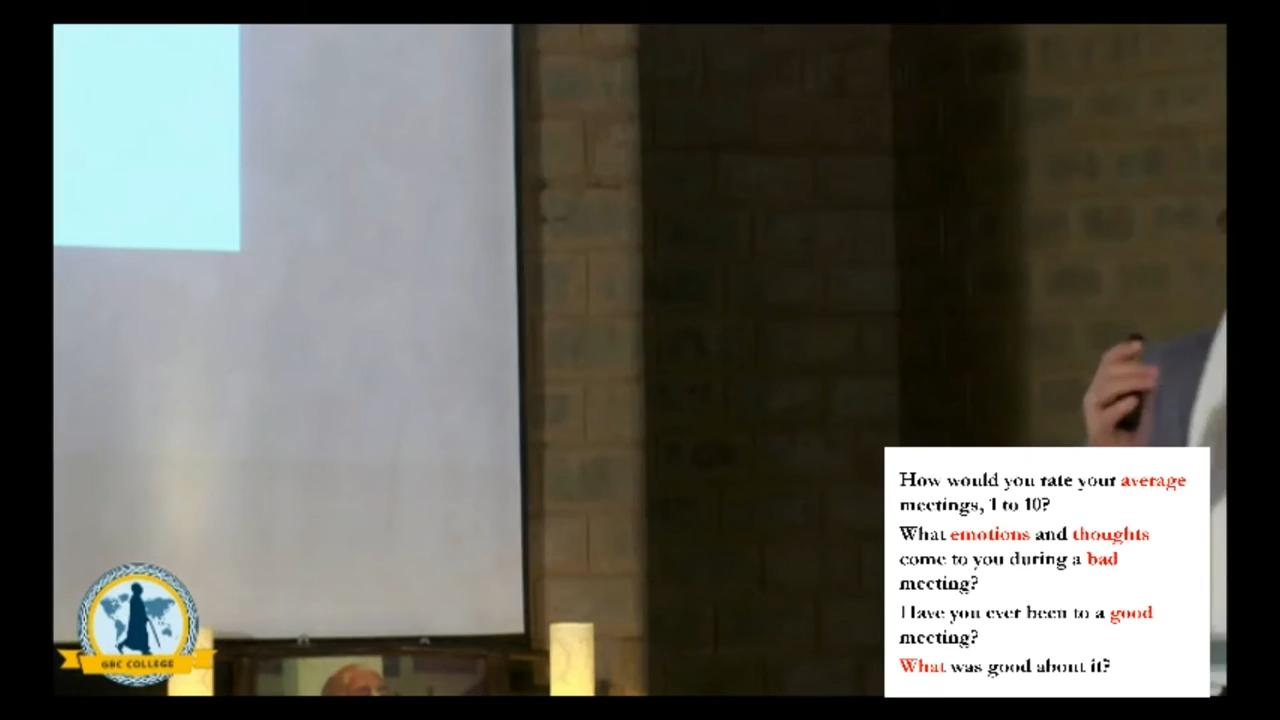 How would you rate your average
meetings, 1 to 10?
What emotions and thoughts
come to you during a bad
meeting?
Have you ever been to a good
meeting?
What was good about it?
GBC COLLEGE